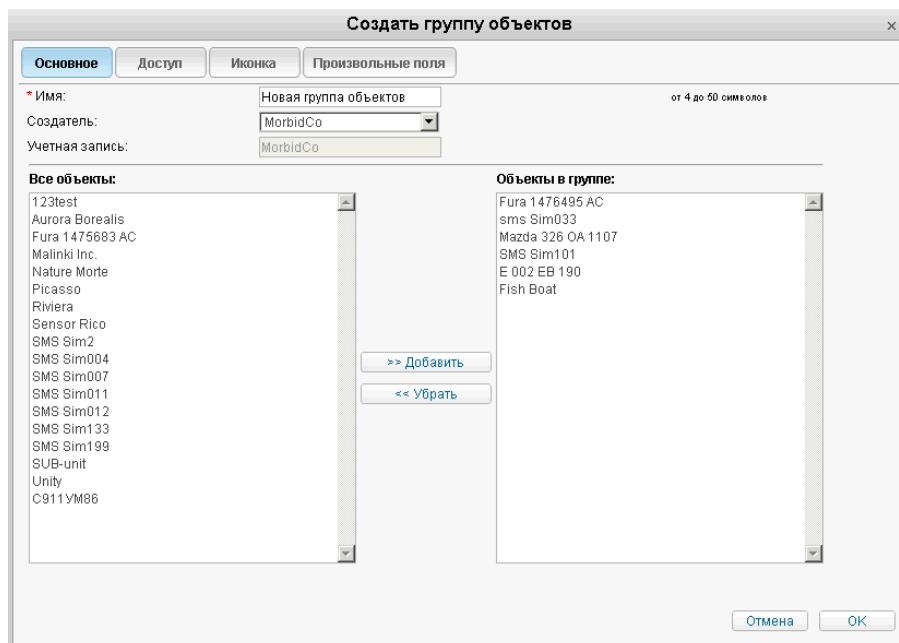 Создать группу объектов
×
Основное Доступ Иконка Произвольные поля
* Имя: Новая группа объектов от 4 до 50 символов
Создатель: MorbidCo
Учетная запись: MorbidCo
Все объекты: Объекты в группе:
123test
Aurora Borealis
Fura 1475683 AC
Malinki Inc.
Nature Morte
Picasso
Riviera
Sensor Rico
SMS Sim2
SMS Sim004
SMS Sim007
SMS Sim011
SMS Sim012
SMS Sim133
SMS Sim199
SUB-unit
Unity
С911УМ86
>> Добавить
<< Убрать
Fura 1476495 AC
sms Sim033
Mazda 326 OA 1107
SMS Sim101
E 002 EB 190
Fish Boat
Отмена OK